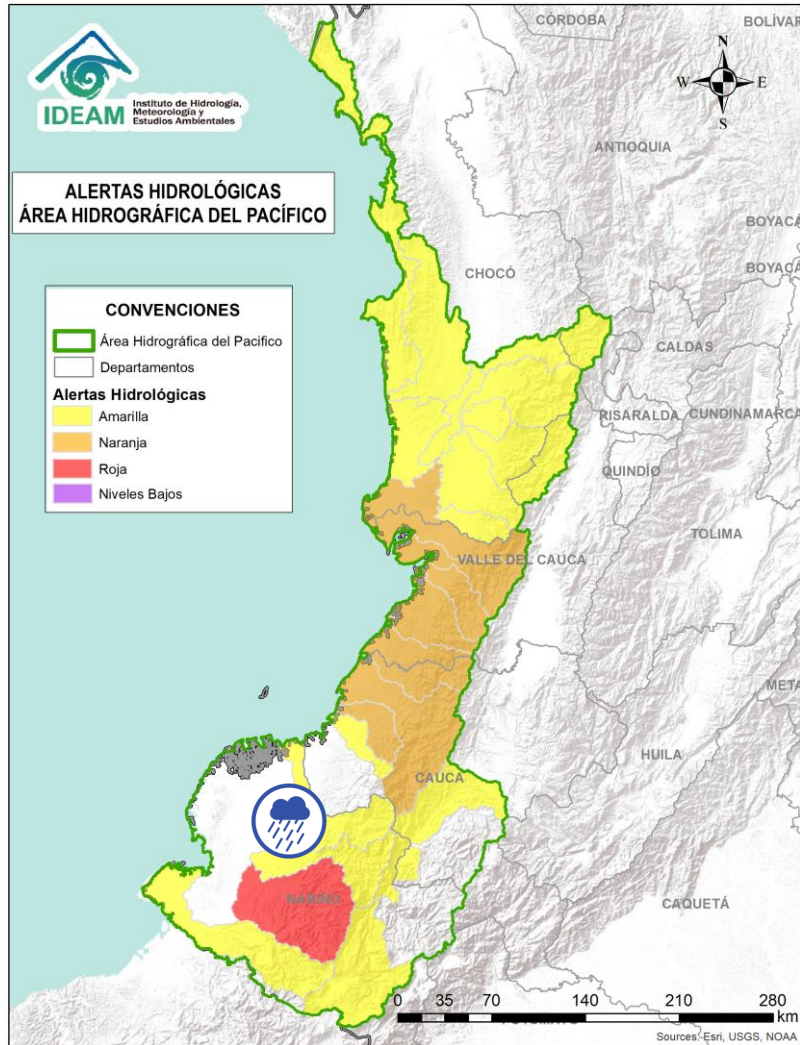 IDEAM
Instituto de Hidrología,
Meteorología y
Estudios Ambientales
CÓRDOBA
BOLÍVAR
N
W
E
S
ANTIOQUIA
ALERTAS HIDROLÓGICAS
ÁREA HIDROGRÁFICA DEL PACÍFICO
BOYACÁ
BOYACÁ
CHOCÓ
CONVENCIONES
Área Hidrográfica del Pacifico
Departamentos
Alertas Hidrológicas
Amarilla
Naranja
Roja
Niveles Bajos
CALDAS
RISARALDA
CUNDINAMARCA
QUINDÍO
TOLIMA
VALLE DEL CAUCA
META
HUILA
CAUCA
NARIÑO
CAQUETÁ
0 35 70 140 210 280
km
Sources: Esri, USGS, NOAA